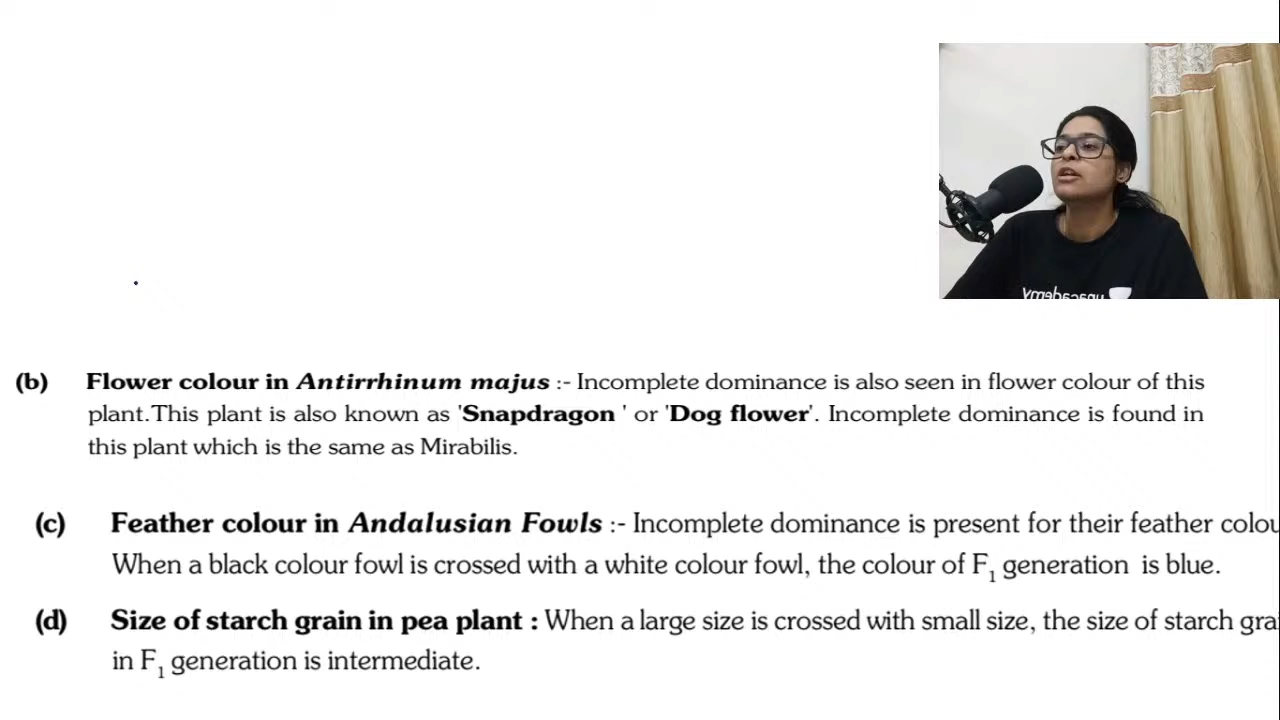 (b) Flower colour in Antirrhinum majus :- Incomplete dominance is also seen in flower colour of this
plant.This plant is also known as 'Snapdragon ' or 'Dog flower'. Incomplete dominance is found in
this plant which is the same as Mirabilis.
(c) Feather colour in Andalusian Fowls :- Incomplete dominance is present for their feather colou
When a black colour fowl is crossed with a white colour fowl, the colour of F₁ generation is blue.
(d) Size of starch grain in pea plant : When a large size is crossed with small size, the size of starch gra
in F₁ generation is intermediate.